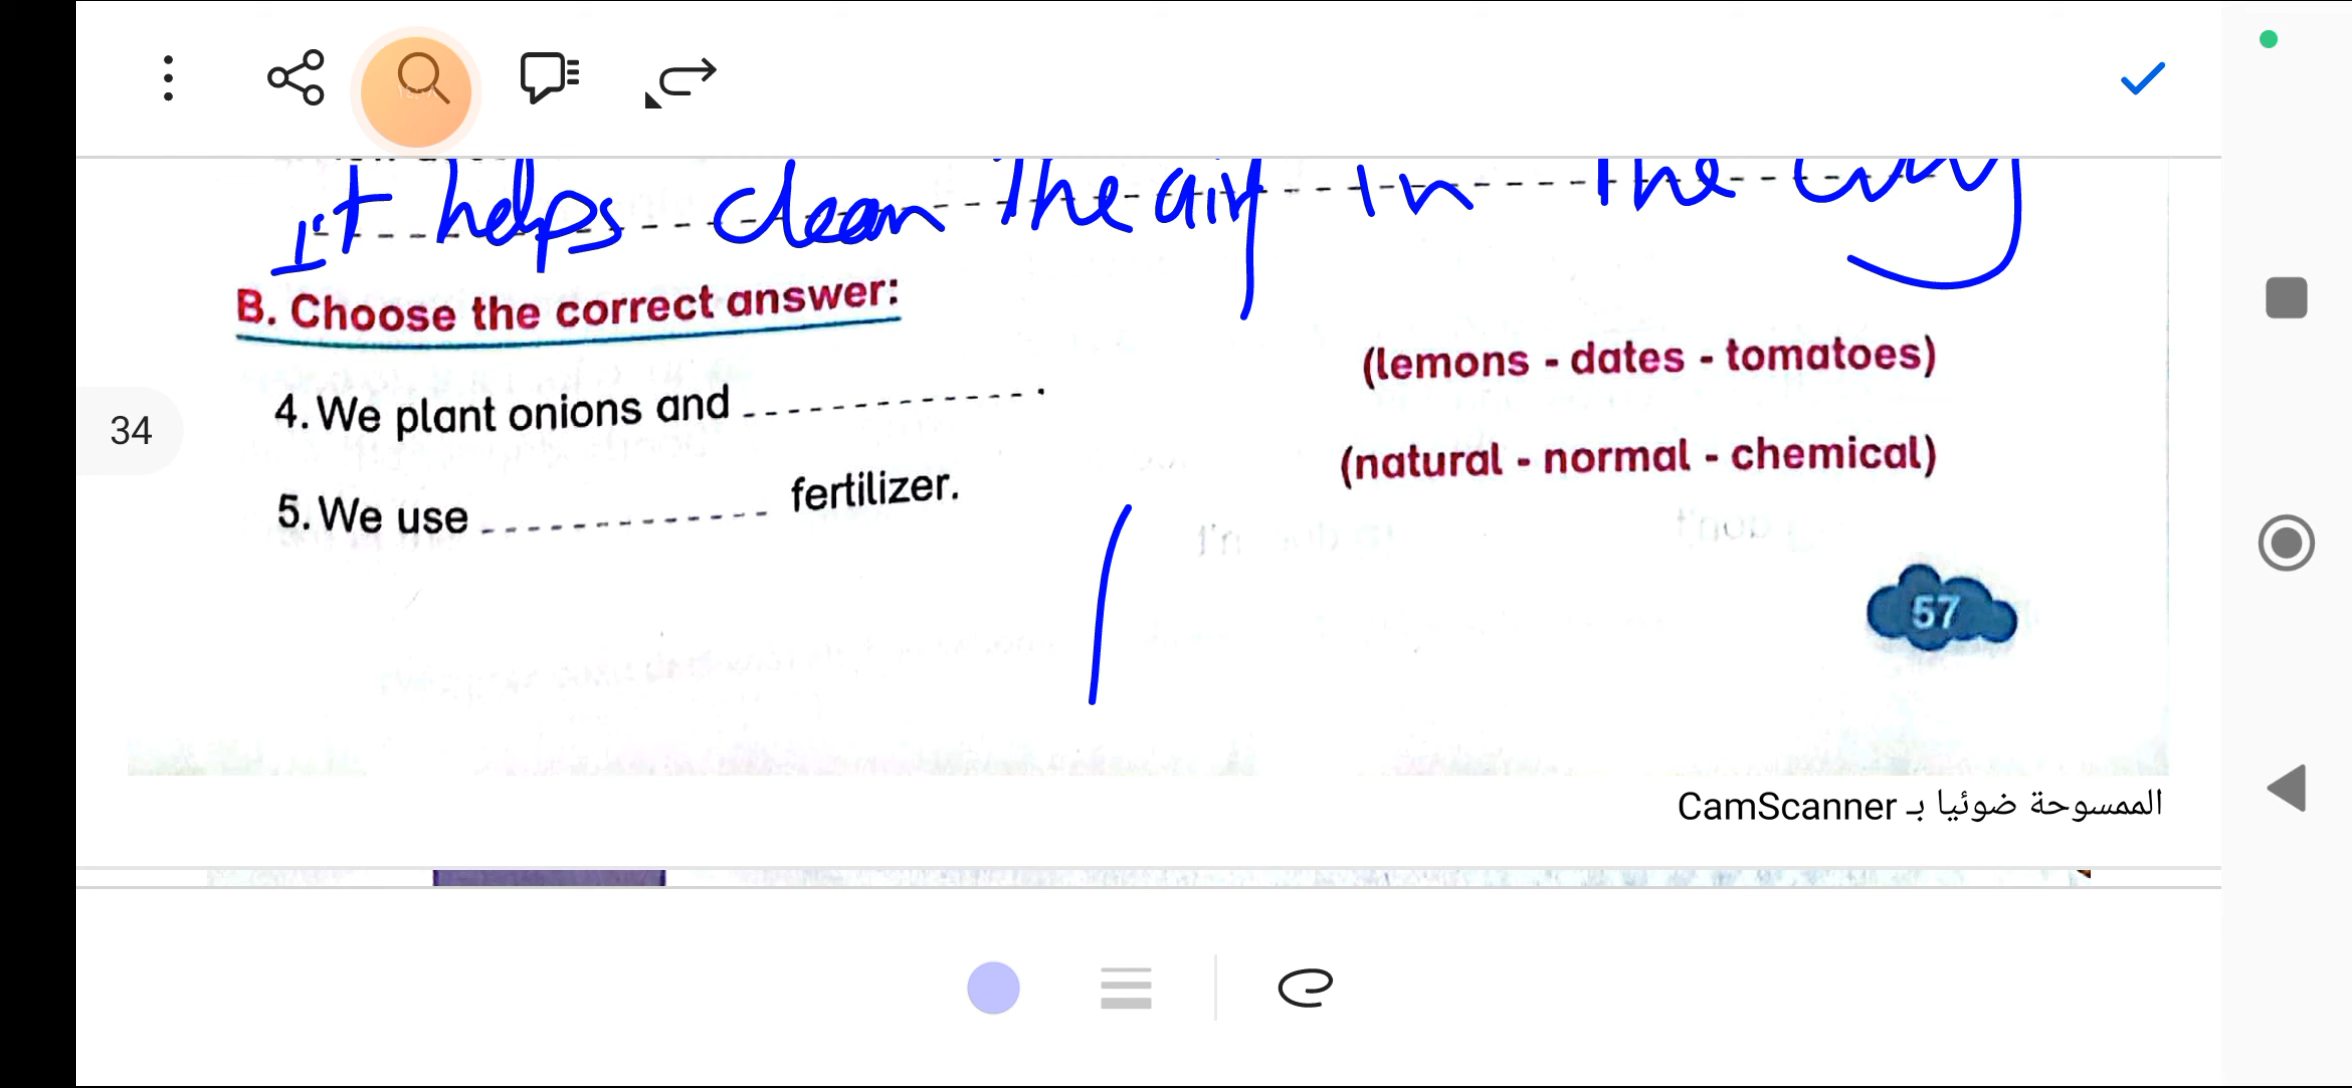 It helps clean the air in the
B. Choose the correct answer:
(lemons - dates - tomatoes)
4. We plant onions and ------------- .
(natural - normal - chemical)
5. We use ------------- fertilizer.
34
57
الممسوحة ضوئيا بـ CamScanner